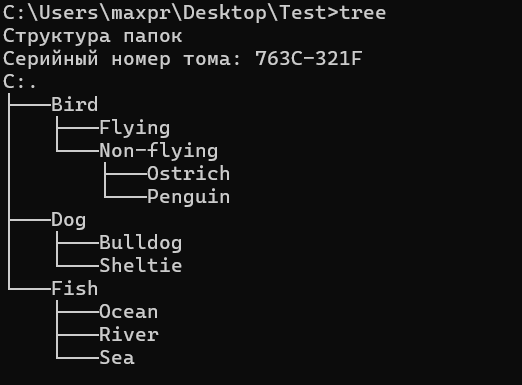 C:\Users\maxpr\Desktop\Test>tree
Структура папок
Серийный номер тома: 763C-321F
C:.
├───Bird
│   ├───Flying
│   └───Non-flying
│       ├───Ostrich
│       └───Penguin
├───Dog
│   ├───Bulldog
│   └───Sheltie
└───Fish
    ├───Ocean
    ├───River
    └───Sea